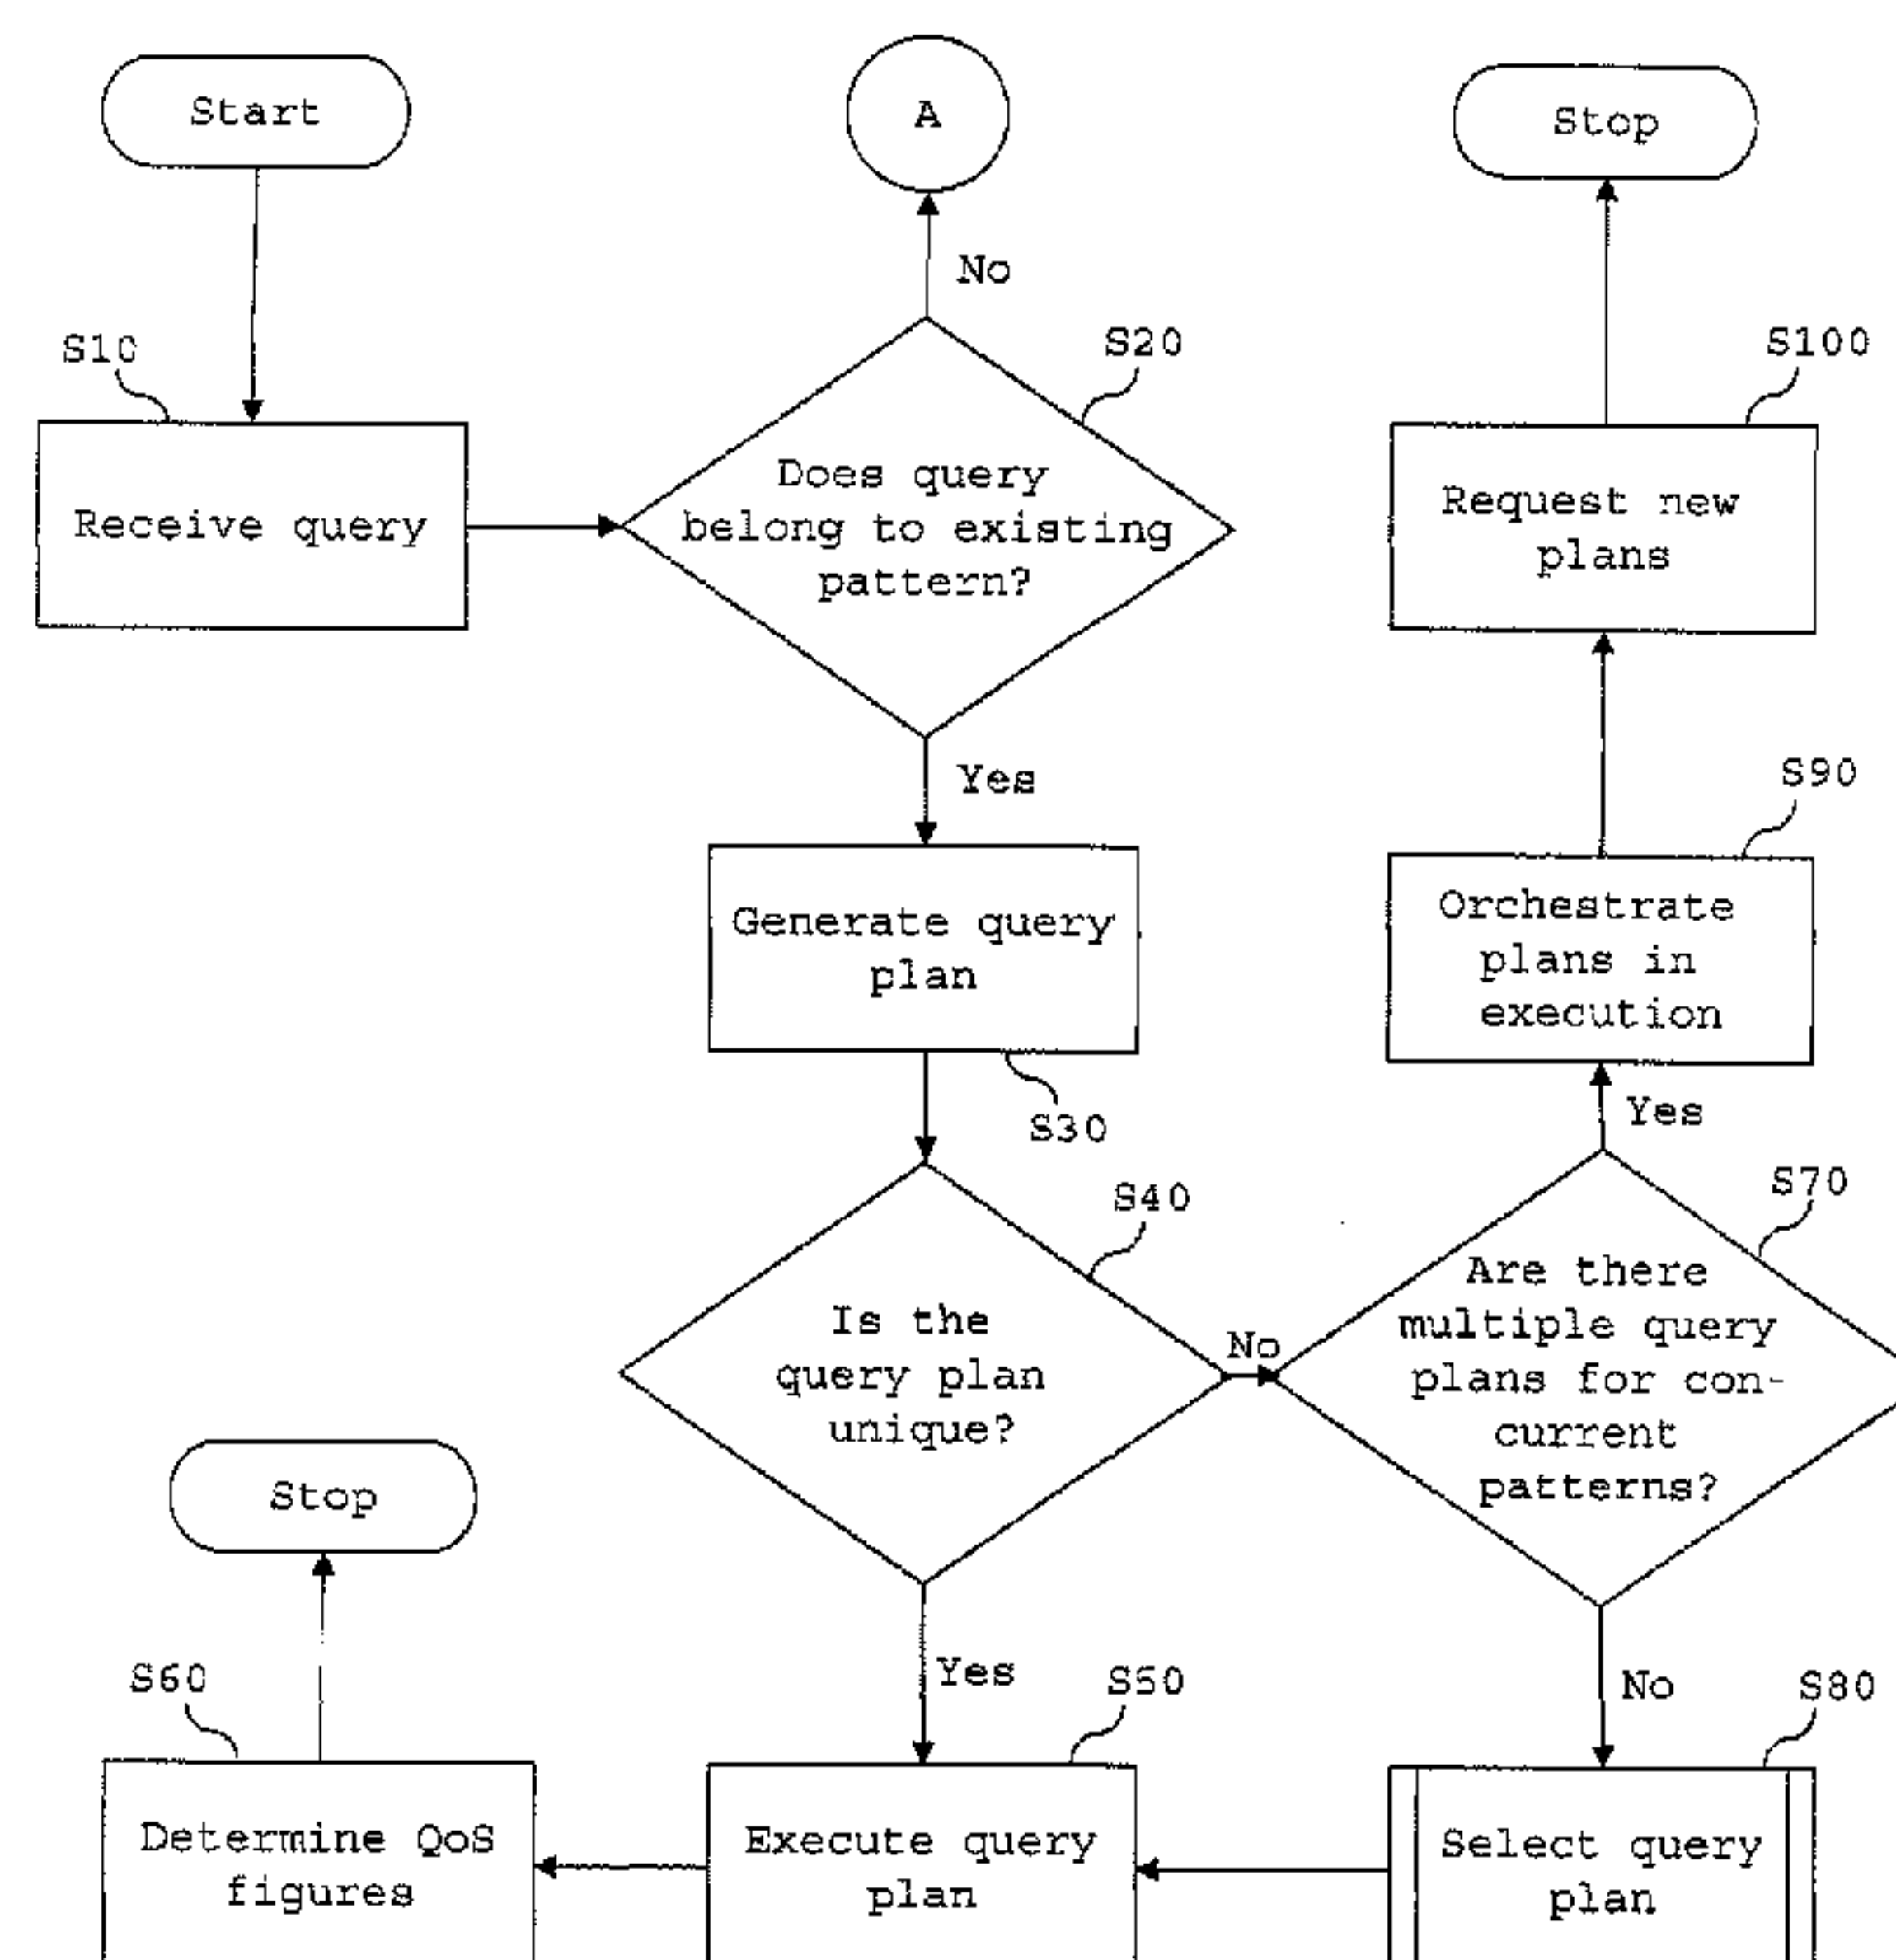 Start
A
Stop
No
S10
S20
S100
Receive query
Does query
belong to existing
pattern?
Request new
plans
Yes
S90
Generate query
plan
Orchestrate
plans in
execution
S30
Yes
S40
S70
Is the
query plan
unique?
No
Are there
multiple query
plans for con-
current
patterns?
Stop
S60
Yes
S50
No
S80
Determine QoS
figures
Execute query
plan
Select query
plan